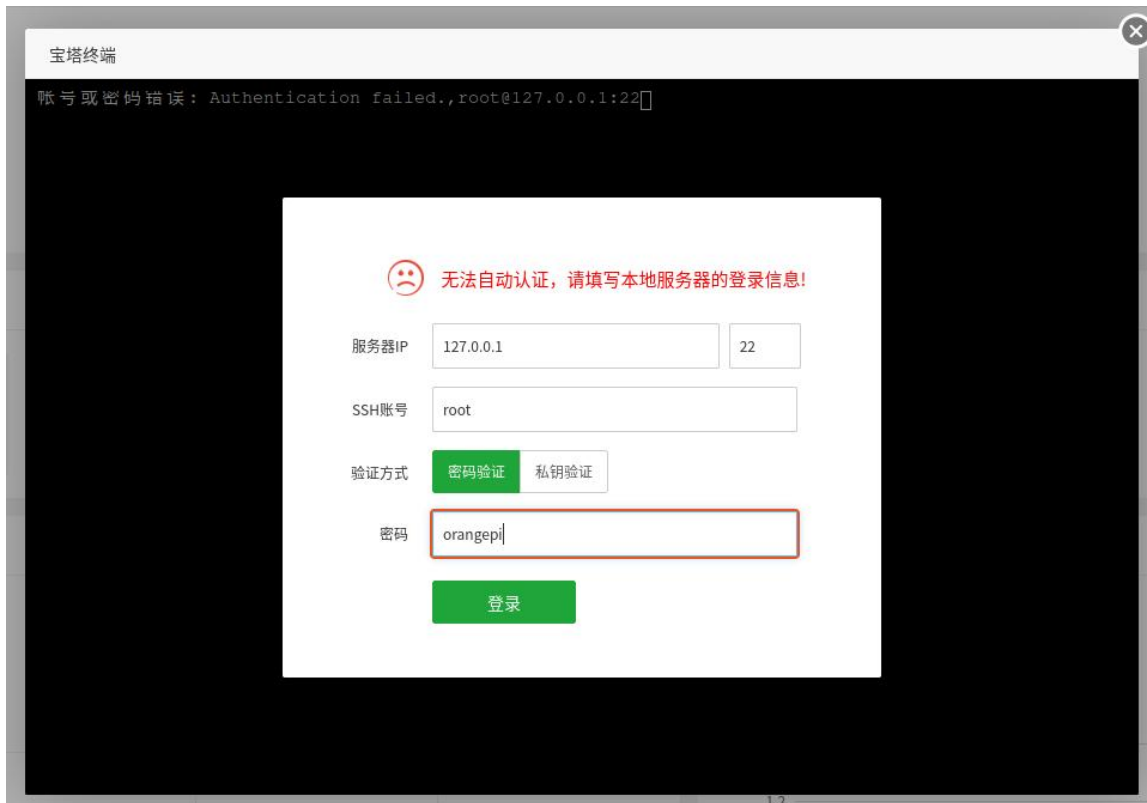 宝塔终端
帐号或密码错误: Authentication failed.,root@127.0.0.1:22
无法自动认证，请填写本地服务器的登录信息!
服务器IP 127.0.0.1 22
SSH账号 root
验证方式 密码验证 私钥验证
密码 orangepi
登录
1.2